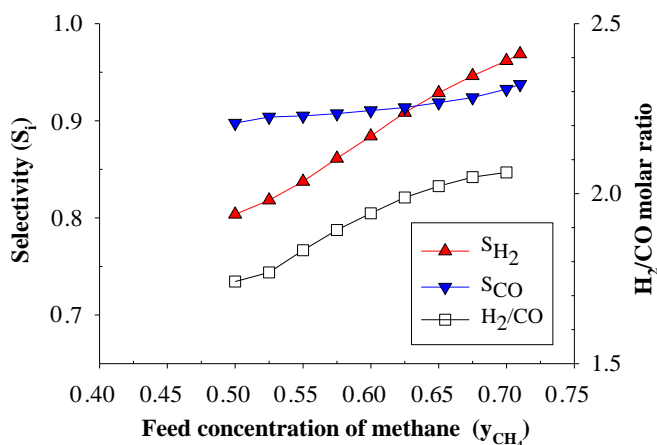 1.0
0.9
0.8
0.7
Selectivity (Si)
2.5
2.0
1.5
H2/CO molar ratio
SH2
SCO
H2/CO
0.40 0.45 0.50 0.55 0.60 0.65 0.70 0.75
Feed concentration of methane (yCH4)